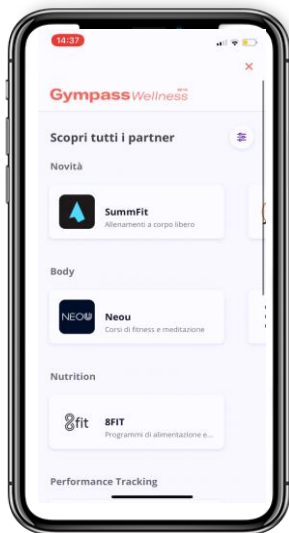 14:37
×
Gympass Wellness BETA
Scopri tutti i partner
Novità
SummFit
Allenamenti a corpo libero
Body
NEOU
Neou
Corsi di fitness e meditazione
Nutrition
8fit
8FIT
Programmi di alimentazione e...
Performance Tracking